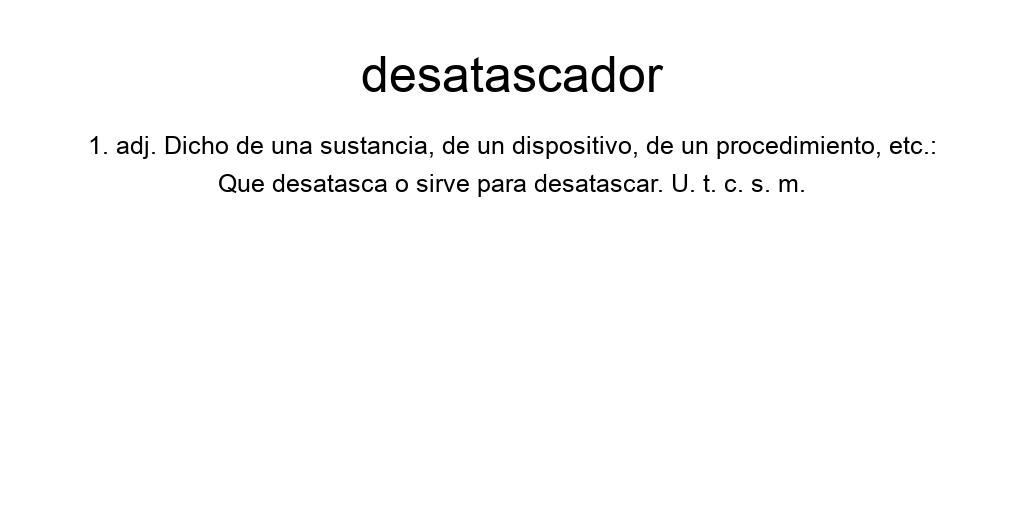 desatascador
1. adj. Dicho de una sustancia, de un dispositivo, de un procedimiento, etc.:
Que desatasca o sirve para desatascar. U. t. c. s. m.